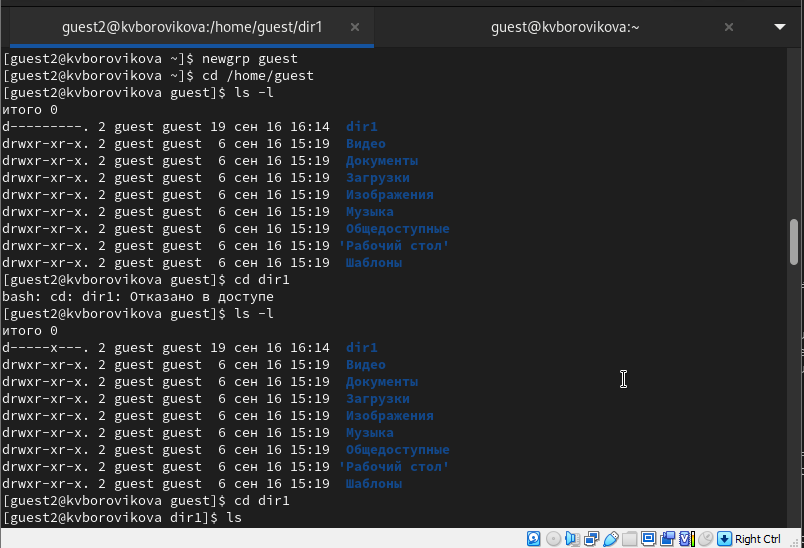 guest2@kvborovikova:/home/guest/dir1 × guest@kvborovikova:~ ×
[guest2@kvborovikova ~]$ newgrp guest
[guest2@kvborovikova ~]$ cd /home/guest
[guest2@kvborovikova guest]$ ls -l
итого 0
d---------. 2 guest guest 19 сен 16 16:14  dir1
drwxr-xr-x. 2 guest guest  6 сен 16 15:19  Видео
drwxr-xr-x. 2 guest guest  6 сен 16 15:19  Документы
drwxr-xr-x. 2 guest guest  6 сен 16 15:19  Загрузки
drwxr-xr-x. 2 guest guest  6 сен 16 15:19  Изображения
drwxr-xr-x. 2 guest guest  6 сен 16 15:19  Музыка
drwxr-xr-x. 2 guest guest  6 сен 16 15:19  Общедоступные
drwxr-xr-x. 2 guest guest  6 сен 16 15:19 'Рабочий стол'
drwxr-xr-x. 2 guest guest  6 сен 16 15:19  Шаблоны
[guest2@kvborovikova guest]$ cd dir1
bash: cd: dir1: Отказано в доступе
[guest2@kvborovikova guest]$ ls -l
итого 0
d-----x---. 2 guest guest 19 сен 16 16:14  dir1
drwxr-xr-x. 2 guest guest  6 сен 16 15:19  Видео
drwxr-xr-x. 2 guest guest  6 сен 16 15:19  Документы
drwxr-xr-x. 2 guest guest  6 сен 16 15:19  Загрузки
drwxr-xr-x. 2 guest guest  6 сен 16 15:19  Изображения
drwxr-xr-x. 2 guest guest  6 сен 16 15:19  Музыка
drwxr-xr-x. 2 guest guest  6 сен 16 15:19  Общедоступные
drwxr-xr-x. 2 guest guest  6 сен 16 15:19 'Рабочий стол'
drwxr-xr-x. 2 guest guest  6 сен 16 15:19  Шаблоны
[guest2@kvborovikova guest]$ cd dir1
[guest2@kvborovikova dir1]$ ls
Right Ctrl